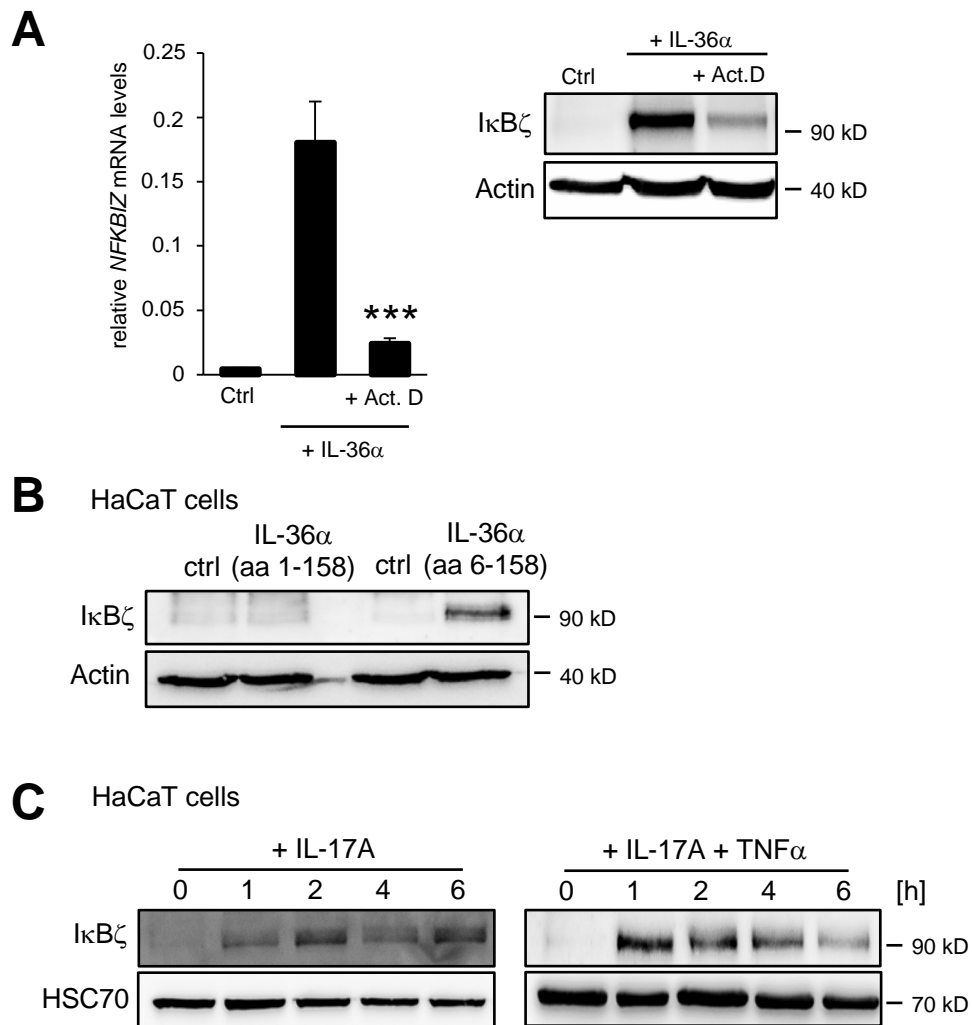 A
relative NFKBIZ mRNA levels
0.25
0.2
0.15
0.1
0.05
0
***
Ctrl
+ Act. D
+ IL-36α
+ IL-36α
Ctrl
+ Act.D
IκBζ
90 kD
Actin
40 kD
B
HaCaT cells
IL-36α IL-36α
ctrl (aa 1-158) ctrl (aa 6-158)
IκBζ
90 kD
Actin
40 kD
C
HaCaT cells
+ IL-17A
0 1 2 4 6
+ IL-17A + TNFα
0 1 2 4 6 [h]
IκBζ
90 kD
HSC70
70 kD